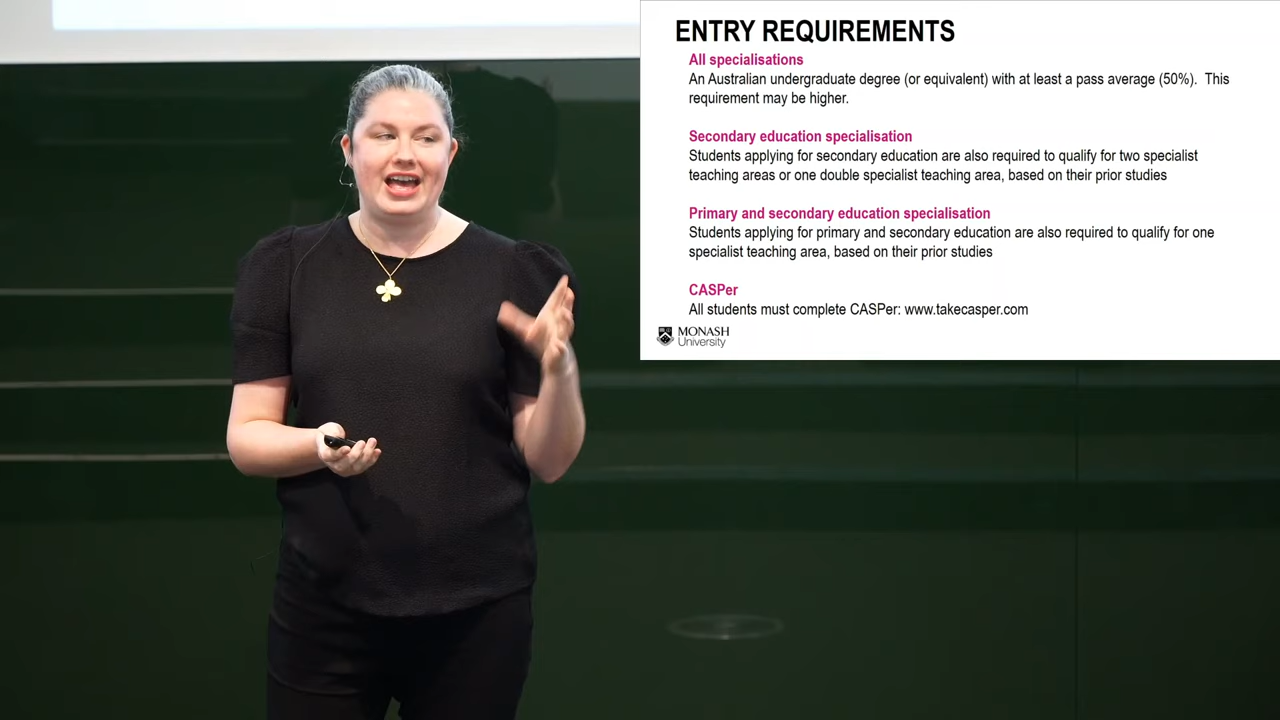 ENTRY REQUIREMENTS
All specialisations
An Australian undergraduate degree (or equivalent) with at least a pass average (50%). This
requirement may be higher.
Secondary education specialisation
Students applying for secondary education are also required to qualify for two specialist
teaching areas or one double specialist teaching area, based on their prior studies
Primary and secondary education specialisation
Students applying for primary and secondary education are also required to qualify for one
specialist teaching area, based on their prior studies
CASPer
All students must complete CASPer: www.takecasper.com
MONASH
University